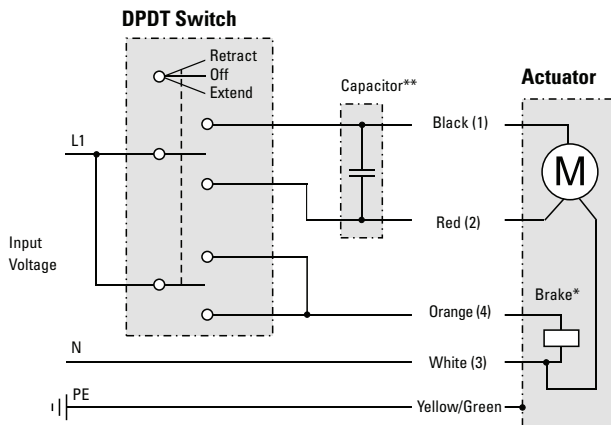 DPDT Switch
Retract
Off
Extend
Capacitor**
Actuator
L1
Black (1)
M
Red (2)
Input
Voltage
Brake*
Orange (4)
N
White (3)
PE
Yellow/Green